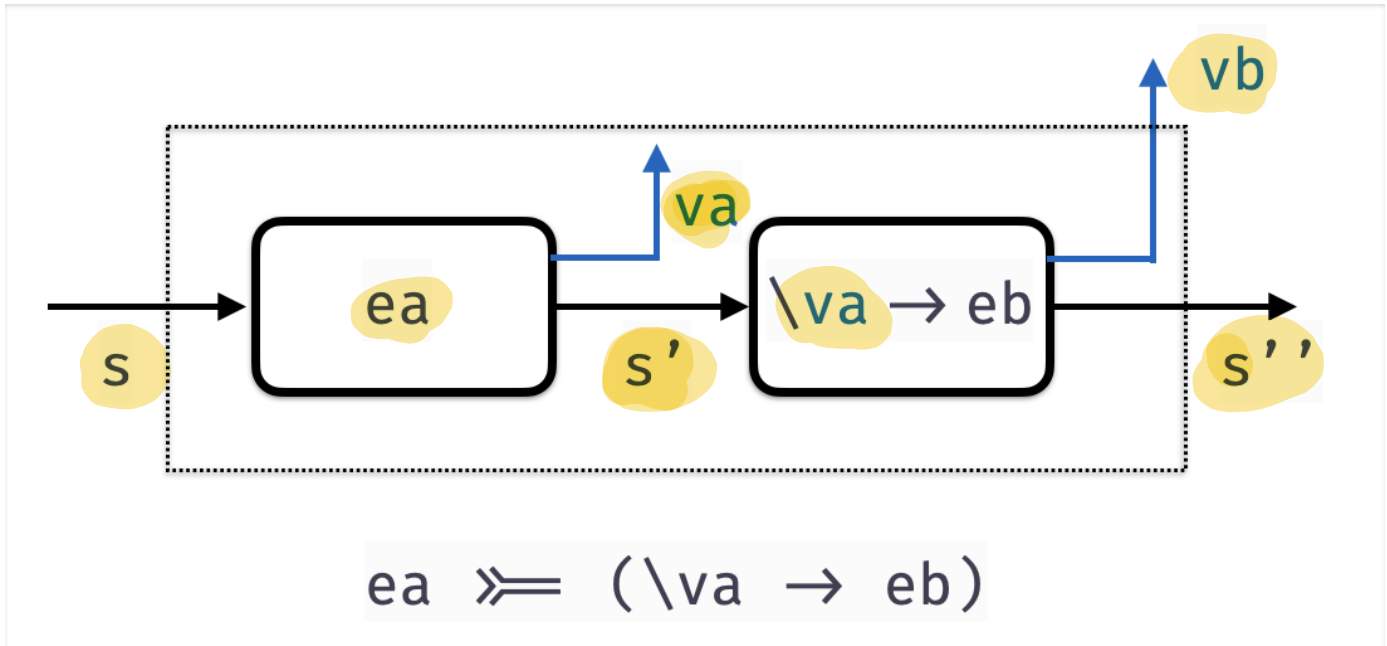 vb
va
ea
\va → eb
s
s'
s''
ea >>= (\va → eb)